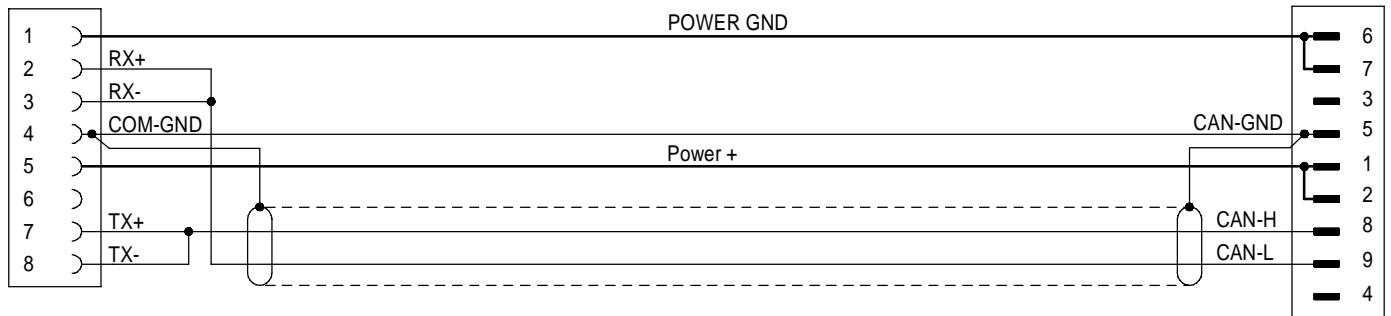 POWER GND
1 6
2 RX+ 7
3 RX- 3
4 COM-GND CAN-GND 5
5 Power + 1
6 2
7 TX+ CAN-H 8
8 TX- CAN-L 9
4